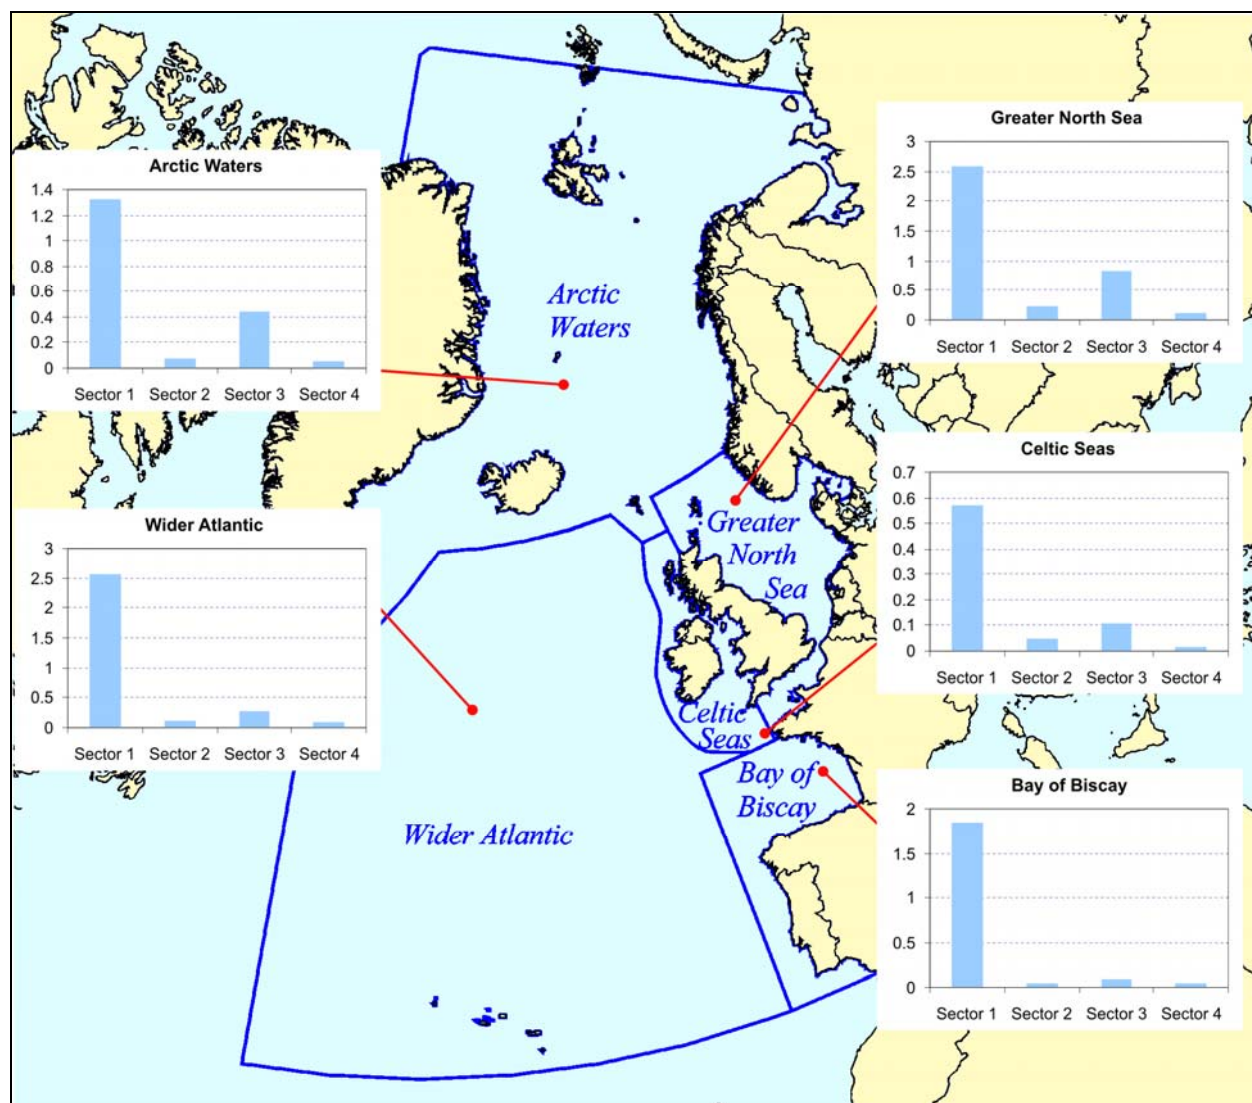 Arctic Waters
1.4
1.2
1
0.8
0.6
0.4
0.2
0
Sector 1 Sector 2 Sector 3 Sector 4
Greater North Sea
3
2.5
2
1.5
1
0.5
0
Sector 1 Sector 2 Sector 3 Sector 4
Arctic
Waters
Celtic Seas
0.7
0.6
0.5
0.4
0.3
0.2
0.1
0
Sector 1 Sector 2 Sector 3 Sector 4
Wider Atlantic
3
2.5
2
1.5
1
0.5
0
Sector 1 Sector 2 Sector 3 Sector 4
Greater
North
Sea
Celtic
Seas
Bay of
Biscay
Wider Atlantic
Bay of Biscay
2
1.5
1
0.5
0
Sector 1 Sector 2 Sector 3 Sector 4